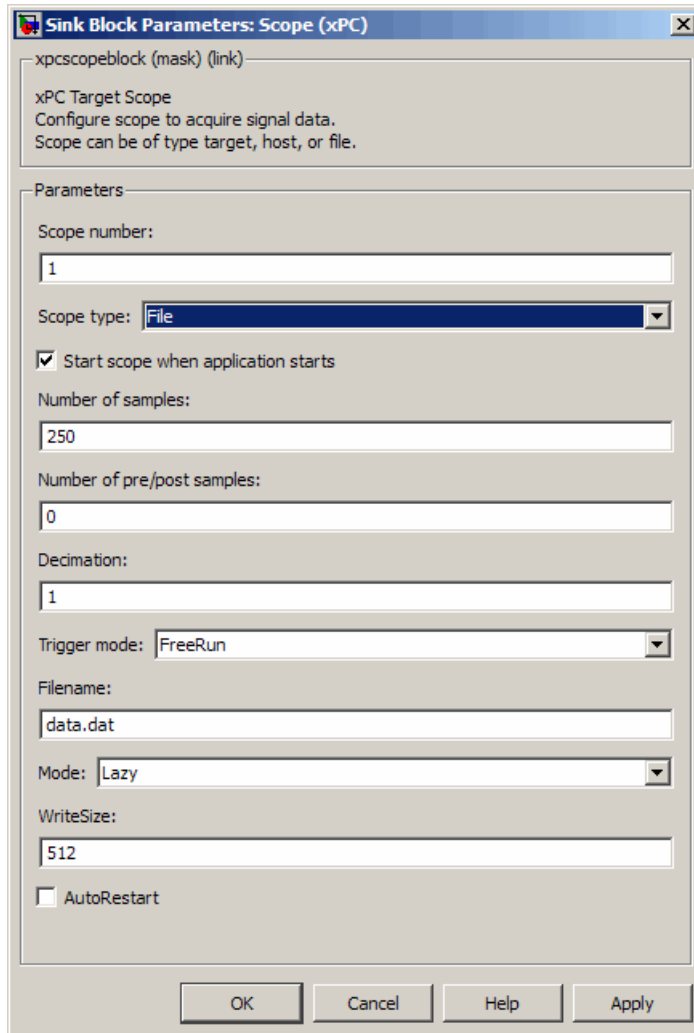 Sink Block Parameters: Scope (xPC)
xpcscopeblock (mask) (link)
xPC Target Scope
Configure scope to acquire signal data.
Scope can be of type target, host, or file.
Parameters
Scope number:
1
Scope type: File
Start scope when application starts
Number of samples:
250
Number of pre/post samples:
0
Decimation:
1
Trigger mode: FreeRun
Filename:
data.dat
Mode: Lazy
WriteSize:
512
AutoRestart
OK Cancel Help Apply